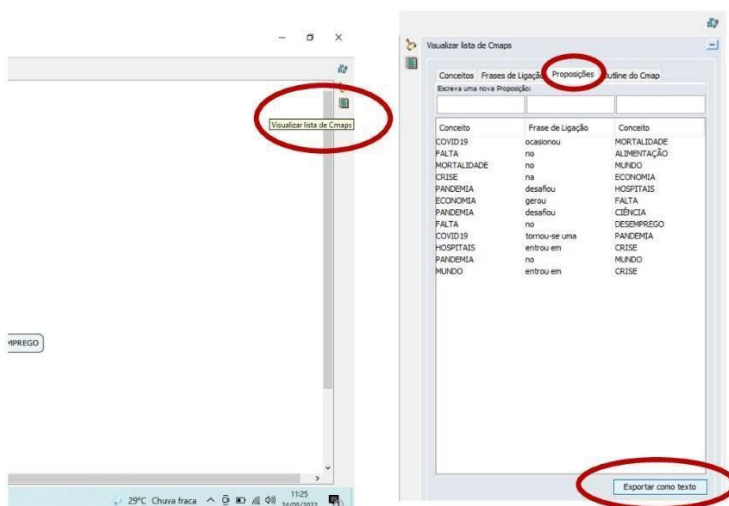 Visualizar lista de Cmaps
MPREGO
29°C Chuva fraca
11:25
24/05/2022
Visualizar lista de Cmaps
Conceitos Frases de Ligação Proposições Outline do Cmap
Escreva uma nova Proposição:
Conceito Frase de Ligação Conceito
COVID19 ocasionou MORTALIDADE
FALTA no ALIMENTAÇÃO
MORTALIDADE no MUNDO
CRISE na ECONOMIA
PANDEMIA desafiou HOSPITAIS
ECONOMIA gerou FALTA
PANDEMIA desafiou CIÊNCIA
FALTA no DESEMPREGO
COVID19 tornou-se uma PANDEMIA
HOSPITAIS entrou em CRISE
PANDEMIA no MUNDO
MUNDO entrou em CRISE
Exportar como texto